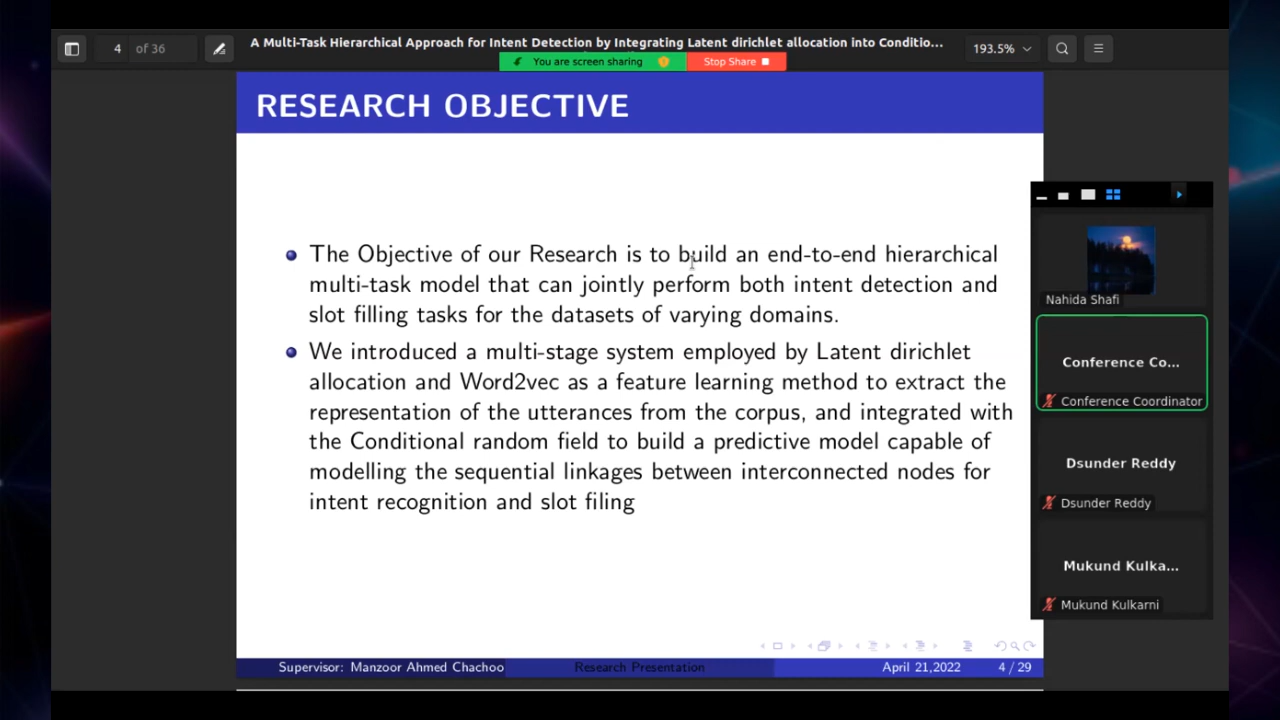 4 of 36
A Multi-Task Hierarchical Approach for Intent Detection by Integrating Latent dirichlet allocation into Conditio...
193.5%
You are screen sharing
Stop Share
RESEARCH OBJECTIVE
The Objective of our Research is to build an end-to-end hierarchical
multi-task model that can jointly perform both intent detection and
slot filling tasks for the datasets of varying domains.
We introduced a multi-stage system employed by Latent dirichlet
allocation and Word2vec as a feature learning method to extract the
representation of the utterances from the corpus, and integrated with
the Conditional random field to build a predictive model capable of
modelling the sequential linkages between interconnected nodes for
intent recognition and slot filing
Nahida Shafi
Conference Co...
Conference Coordinator
Dsunder Reddy
Dsunder Reddy
Mukund Kulka...
Mukund Kulkarni
Supervisor: Manzoor Ahmed Chachoo
Research Presentation
April 21,2022
4 / 29